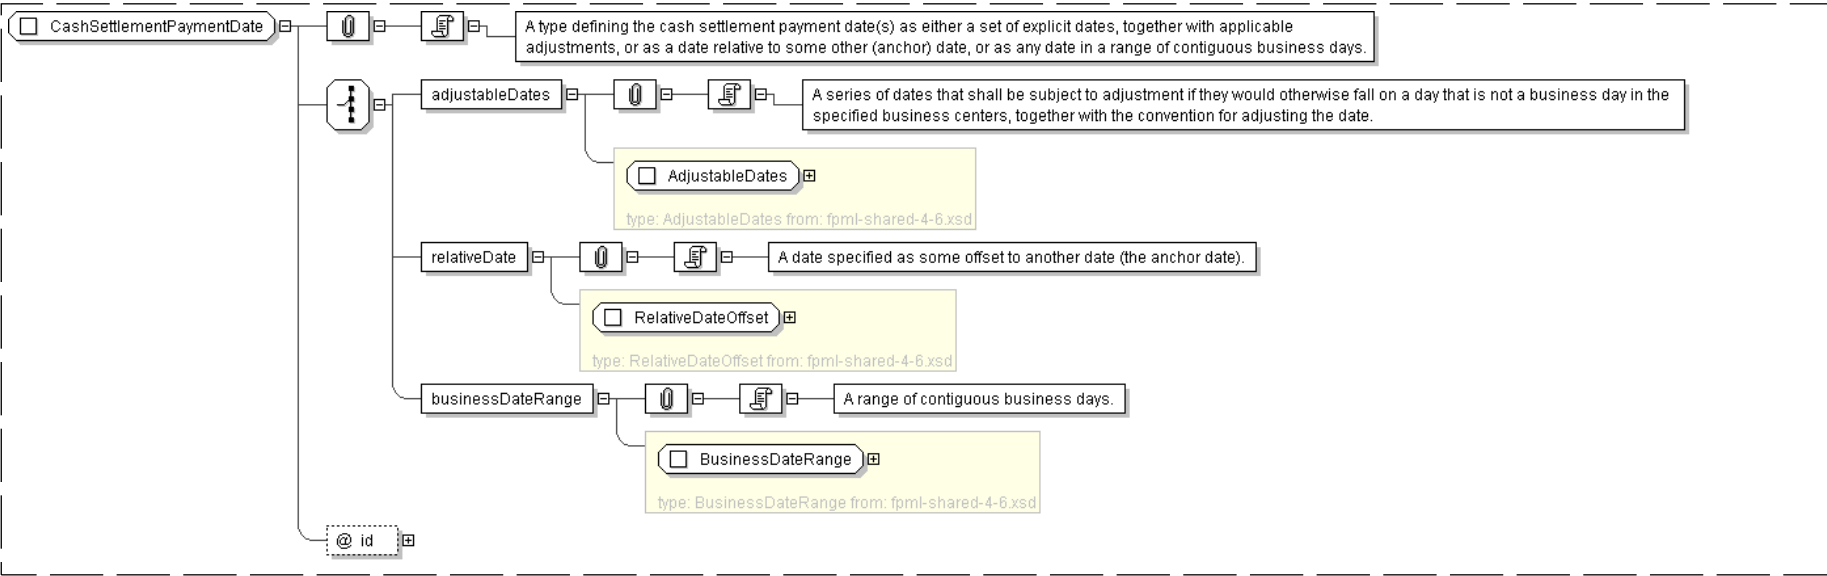 CashSettlementPaymentDate
A type defining the cash settlement payment date(s) as either a set of explicit dates, together with applicable
adjustments, or as a date relative to some other (anchor) date, or as any date in a range of contiguous business days.
adjustableDates
A series of dates that shall be subject to adjustment if they would otherwise fall on a day that is not a business day in the
specified business centers, together with the convention for adjusting the date.
AdjustableDates
type: AdjustableDates from: fpml-shared-4-6.xsd
relativeDate
A date specified as some offset to another date (the anchor date).
RelativeDateOffset
type: RelativeDateOffset from: fpml-shared-4-6.xsd
businessDateRange
A range of contiguous business days.
BusinessDateRange
type: BusinessDateRange from: fpml-shared-4-6.xsd
@ id